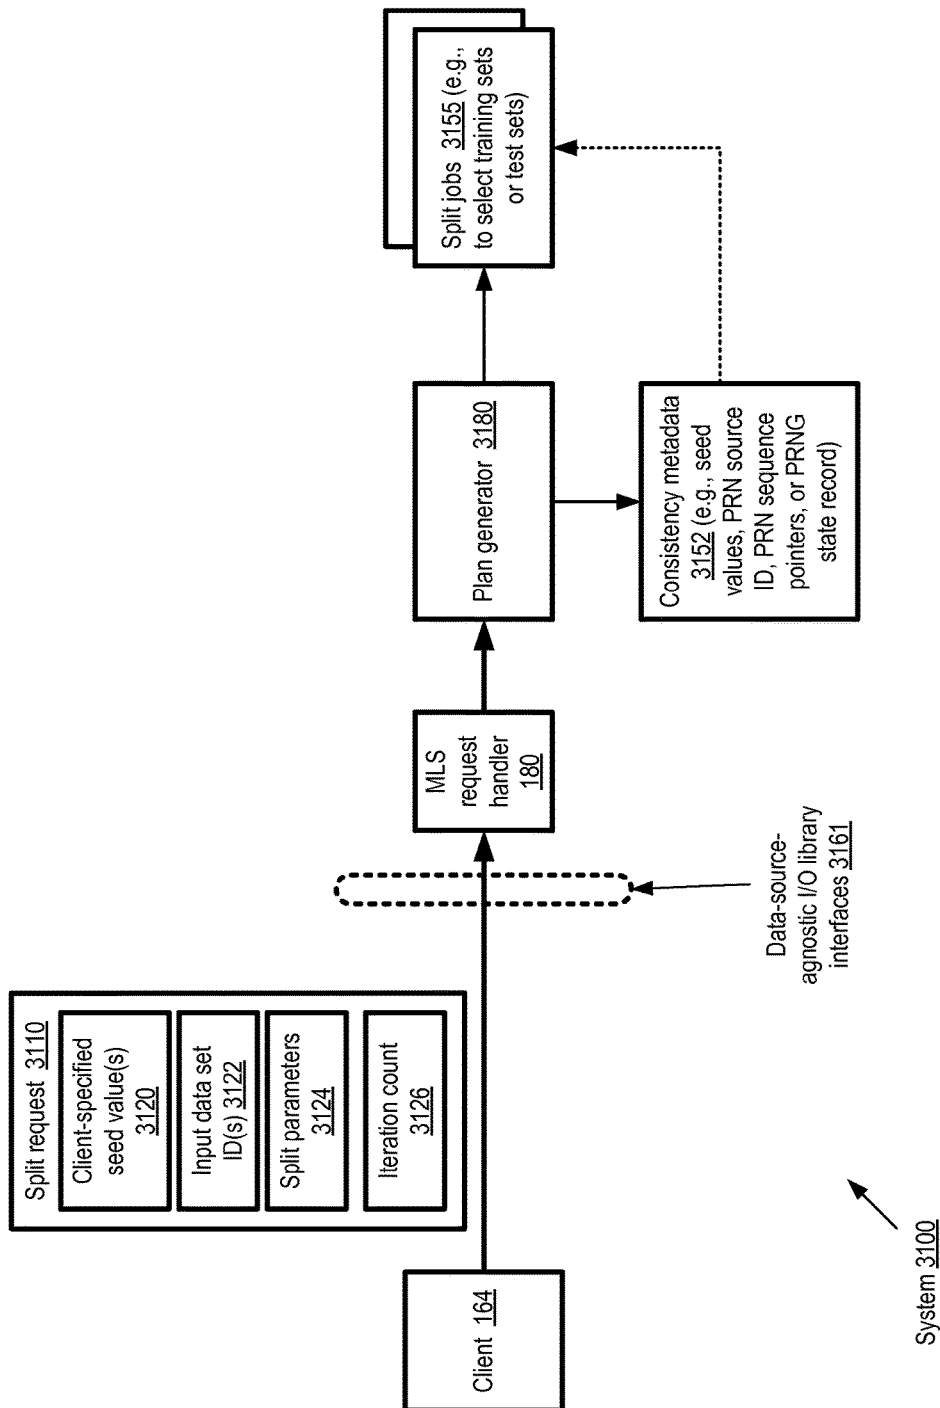 Split request 3110
Client-specified
seed value(s)
3120
Input data set
ID(s) 3122
Split parameters
3124
Iteration count
3126
Client 164
Data-source-
agnostic I/O library
interfaces 3161
MLS
request
handler
180
Plan generator 3180
Split jobs 3155 (e.g.,
to select training sets
or test sets)
Consistency metadata
3152 (e.g., seed
values, PRN source
ID, PRN sequence
pointers, or PRNG
state record)
System 3100